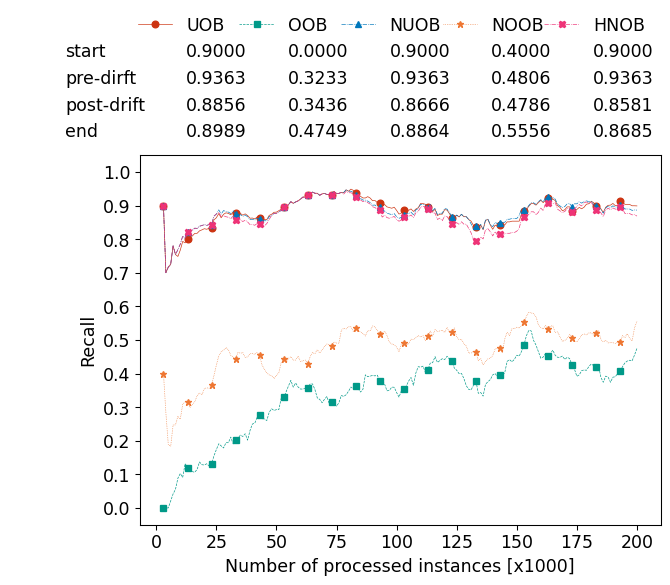 UOB OOB NUOB NOOB HNOB
start 0.9000 0.0000 0.9000 0.4000 0.9000
pre-dirft 0.9363 0.3233 0.9363 0.4806 0.9363
post-drift 0.8856 0.3436 0.8666 0.4786 0.8581
end 0.8989 0.4749 0.8864 0.5556 0.8685
1.0
0.9
0.8
0.7
0.6
0.5
0.4
0.3
0.2
0.1
0.0
Recall
0 25 50 75 100 125 150 175 200
Number of processed instances [x1000]